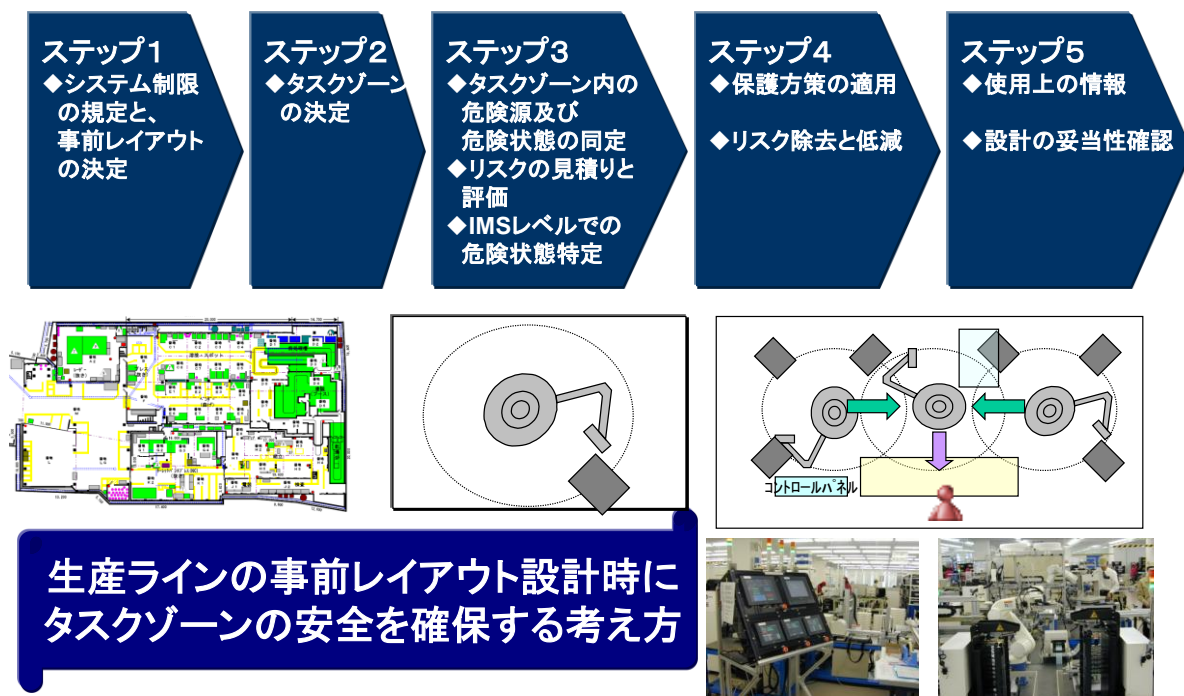 ステップ１
◆システム制限
の規定と、
事前レイアウト
の決定
ステップ２
◆タスクゾーン
の決定
ステップ３
◆タスクゾーン内の
危険源及び
危険状態の同定
◆リスクの見積りと
評価
◆IMSレベルでの
危険状態特定
ステップ４
◆保護方策の適用
◆リスク除去と低減
ステップ５
◆使用上の情報
◆設計の妥当性確認
コントロールパネル
生産ラインの事前レイアウト設計時に
タスクゾーンの安全を確保する考え方